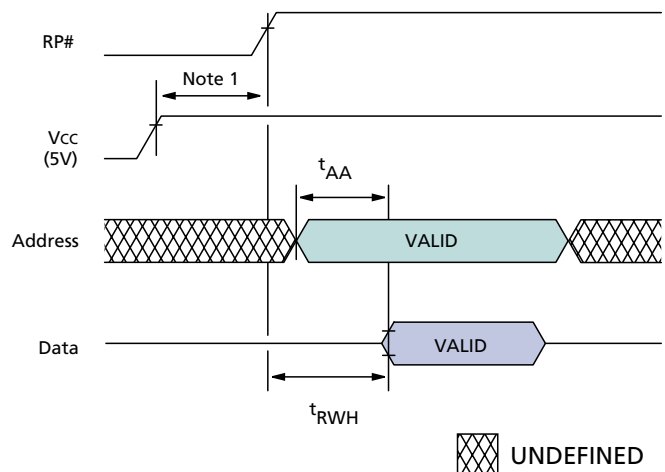 RP#
Note 1
VCC
(5V)
tAA
Address
VALID
Data
VALID
tRWH
UNDEFINED